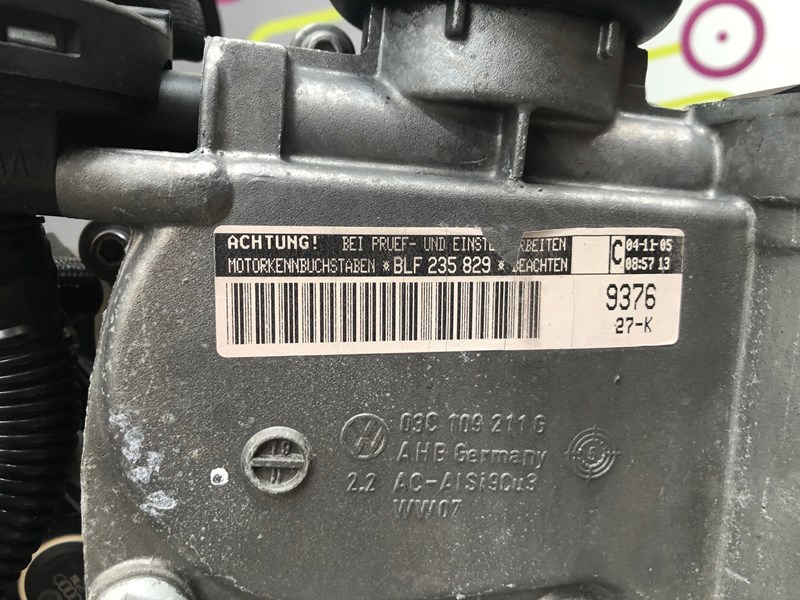 ACHTUNG! BEI PRUEF- UND EINSTE ARBEITEN
MOTORKENNBUCHSTABEN *BLF 235 829 * BEACHTEN
C
04-11-05
08:57 13
9376
27-K
03C 109 211 G
AHB Germany
2.2 AC-AlSi9Cu3
WW07